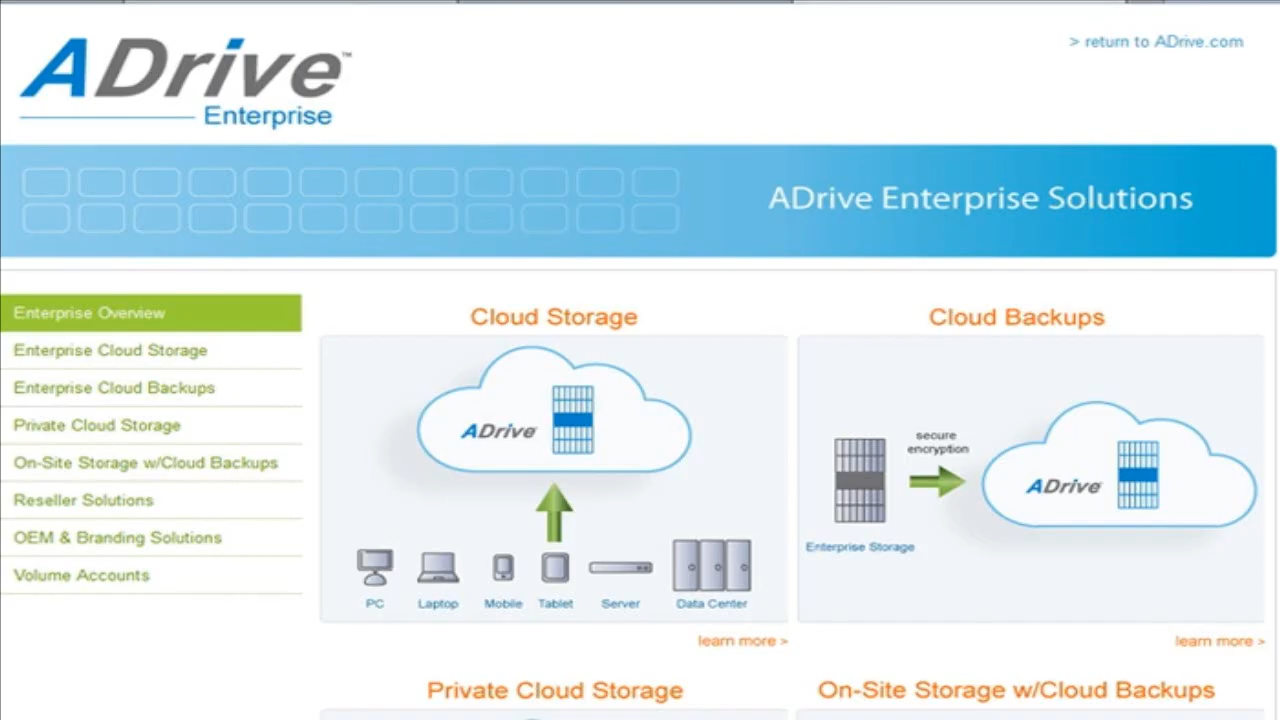 ADrive™
Enterprise
> return to ADrive.com
ADrive Enterprise Solutions
Enterprise Overview
Enterprise Cloud Storage
Enterprise Cloud Backups
Private Cloud Storage
On-Site Storage w/Cloud Backups
Reseller Solutions
OEM & Branding Solutions
Volume Accounts
Cloud Storage
ADrive
PC Laptop Mobile Tablet Server Data Center
learn more >
Cloud Backups
secure
encryption
ADrive
Enterprise Storage
learn more >
Private Cloud Storage
On-Site Storage w/Cloud Backups